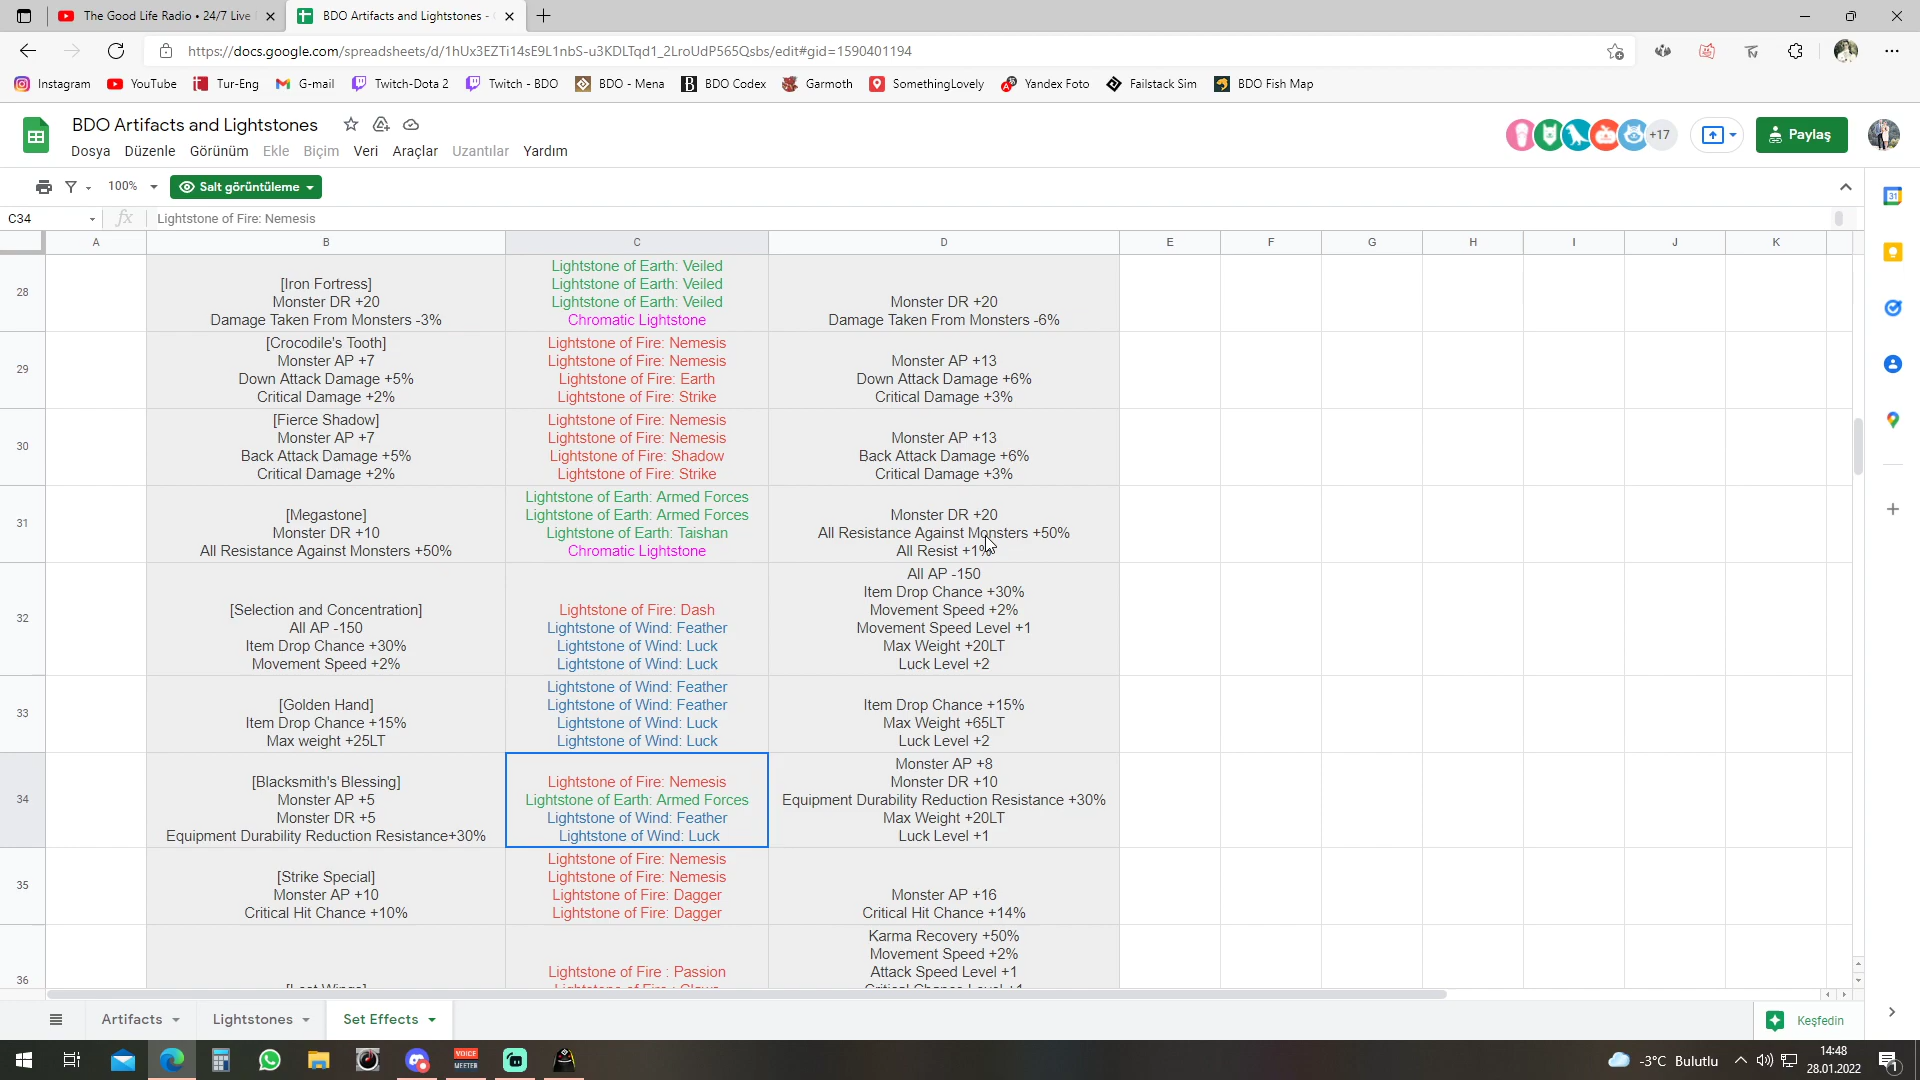 The Good Life Radio • 24/7 Live
BDO Artifacts and Lightstones -
https://docs.google.com/spreadsheets/d/1hUx3EZTi14sE9L1nbS-u3KDLTqd1_2LroUdP565Qsbs/edit#gid=1590401194
Instagram YouTube Tur-Eng G-mail Twitch-Dota 2 Twitch - BDO BDO - Mena BDO Codex Garmoth SomethingLovely Yandex Foto Failstack Sim BDO Fish Map
BDO Artifacts and Lightstones
+17
Paylaş
Dosya Düzenle Görünüm Ekle Biçim Veri Araçlar Uzantılar Yardım
100% Salt görüntüleme
C34 fx Lightstone of Fire: Nemesis
A B C D E F G H I J K
28
[Iron Fortress]
Monster DR +20
Damage Taken From Monsters -3%
Lightstone of Earth: Veiled
Lightstone of Earth: Veiled
Lightstone of Earth: Veiled
Chromatic Lightstone
Monster DR +20
Damage Taken From Monsters -6%
29
[Crocodile's Tooth]
Monster AP +7
Down Attack Damage +5%
Critical Damage +2%
Lightstone of Fire: Nemesis
Lightstone of Fire: Nemesis
Lightstone of Fire: Earth
Lightstone of Fire: Strike
Monster AP +13
Down Attack Damage +6%
Critical Damage +3%
30
[Fierce Shadow]
Monster AP +7
Back Attack Damage +5%
Critical Damage +2%
Lightstone of Fire: Nemesis
Lightstone of Fire: Nemesis
Lightstone of Fire: Shadow
Lightstone of Fire: Strike
Monster AP +13
Back Attack Damage +6%
Critical Damage +3%
31
[Megastone]
Monster DR +10
All Resistance Against Monsters +50%
Lightstone of Earth: Armed Forces
Lightstone of Earth: Armed Forces
Lightstone of Earth: Taishan
Chromatic Lightstone
Monster DR +20
All Resistance Against Monsters +50%
All Resist +1%
32
[Selection and Concentration]
All AP -150
Item Drop Chance +30%
Movement Speed +2%
Lightstone of Fire: Dash
Lightstone of Wind: Feather
Lightstone of Wind: Luck
Lightstone of Wind: Luck
All AP -150
Item Drop Chance +30%
Movement Speed +2%
Movement Speed Level +1
Max Weight +20LT
Luck Level +2
33
[Golden Hand]
Item Drop Chance +15%
Max weight +25LT
Lightstone of Wind: Feather
Lightstone of Wind: Feather
Lightstone of Wind: Luck
Lightstone of Wind: Luck
Item Drop Chance +15%
Max Weight +65LT
Luck Level +2
34
[Blacksmith's Blessing]
Monster AP +5
Monster DR +5
Equipment Durability Reduction Resistance+30%
Lightstone of Fire: Nemesis
Lightstone of Earth: Armed Forces
Lightstone of Wind: Feather
Lightstone of Wind: Luck
Monster AP +8
Monster DR +10
Equipment Durability Reduction Resistance +30%
Max Weight +20LT
Luck Level +1
35
[Strike Special]
Monster AP +10
Critical Hit Chance +10%
Lightstone of Fire: Nemesis
Lightstone of Fire: Nemesis
Lightstone of Fire: Dagger
Lightstone of Fire: Dagger
Monster AP +16
Critical Hit Chance +14%
36
Lightstone of Fire : Passion
Karma Recovery +50%
Movement Speed +2%
Attack Speed Level +1
Artifacts Lightstones Set Effects
Keşfedin
-3°C Bulutlu
14:48
28.01.2022